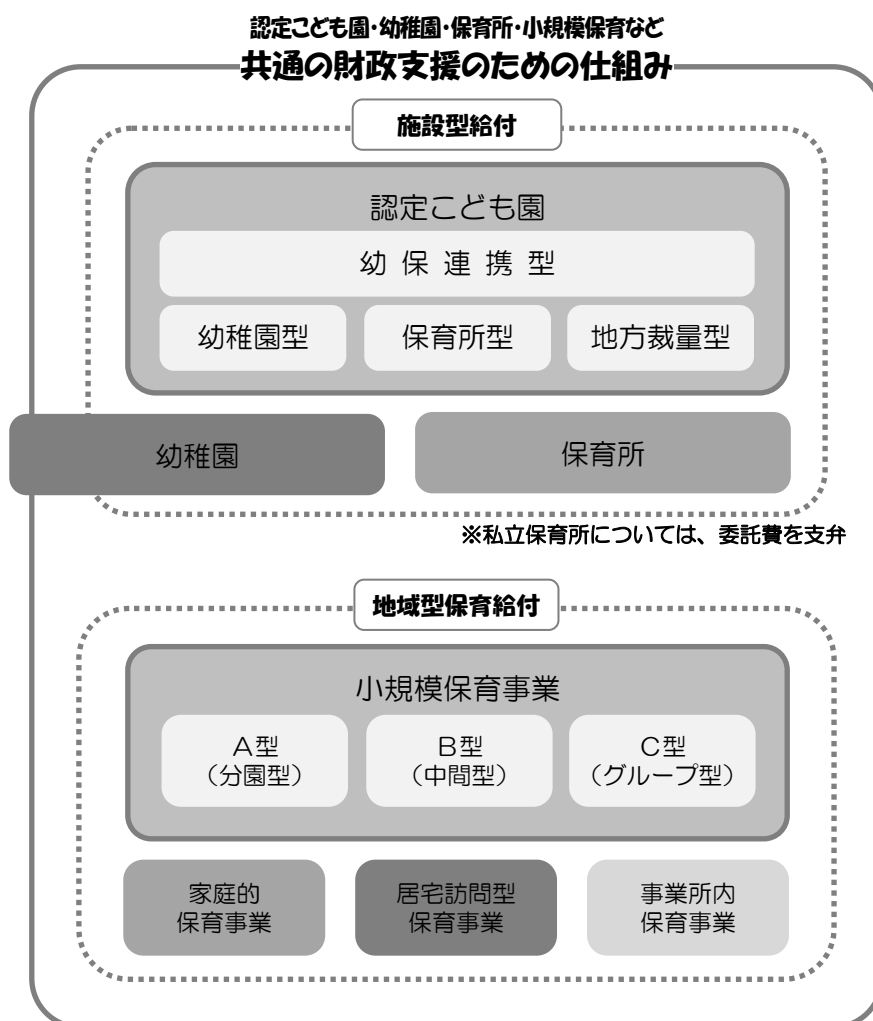 認定こども園・幼稚園・保育所・小規模保育など
共通の財政支援のための仕組み
施設型給付
認定こども園
幼保連携型
幼稚園型
保育所型
地方裁量型
幼稚園
保育所
※私立保育所については、委託費を支弁
地域型保育給付
小規模保育事業
A型
（分園型）
B型
（中間型）
C型
（グループ型）
家庭的
保育事業
居宅訪問型
保育事業
事業所内
保育事業